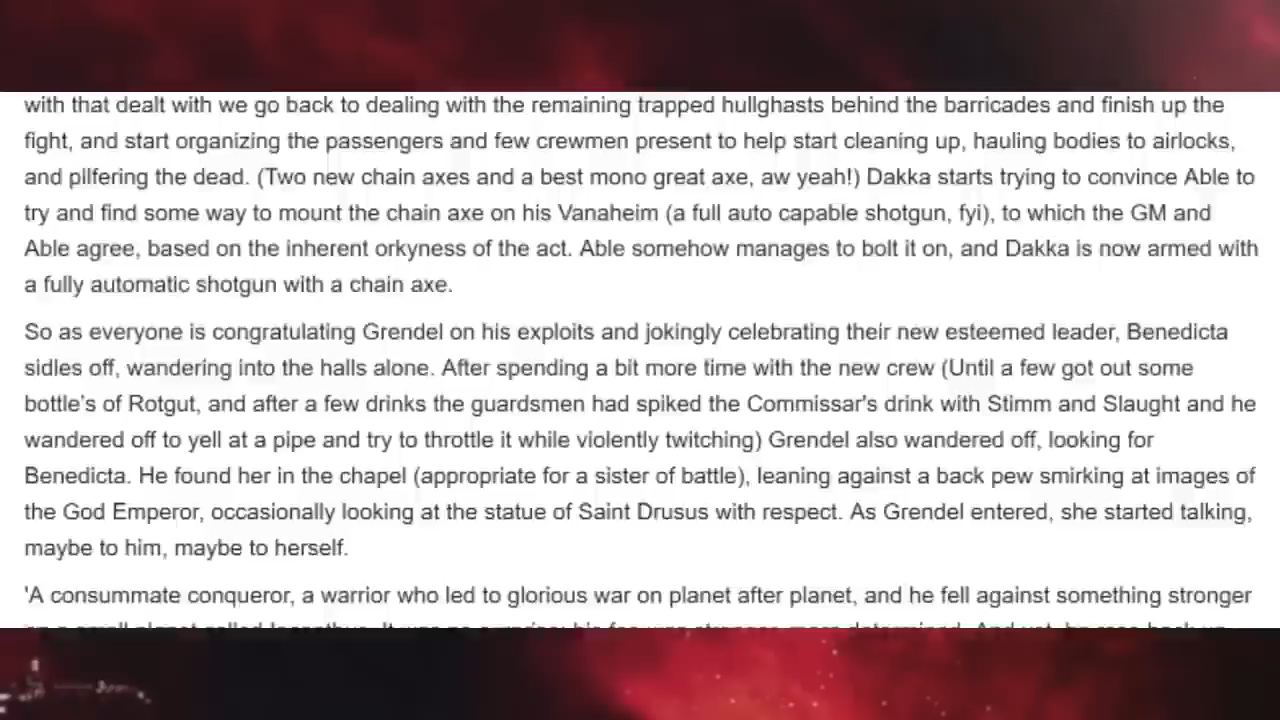 with that dealt with we go back to dealing with the remaining trapped hullghasts behind the barricades and finish up the
fight, and start organizing the passengers and few crewmen present to help start cleaning up, hauling bodies to airlocks,
and pilfering the dead. (Two new chain axes and a best mono great axe, aw yeah!) Dakka starts trying to convince Able to
try and find some way to mount the chain axe on his Vanaheim (a full auto capable shotgun, fyi), to which the GM and
Able agree, based on the inherent orkyness of the act. Able somehow manages to bolt it on, and Dakka is now armed with
a fully automatic shotgun with a chain axe.
So as everyone is congratulating Grendel on his exploits and jokingly celebrating their new esteemed leader, Benedicta
sidles off, wandering into the halls alone. After spending a bit more time with the new crew (Until a few got out some
bottle's of Rotgut, and after a few drinks the guardsmen had spiked the Commissar's drink with Stimm and Slaught and he
wandered off to yell at a pipe and try to throttle it while violently twitching) Grendel also wandered off, looking for
Benedicta. He found her in the chapel (appropriate for a sister of battle), leaning against a back pew smirking at images of
the God Emperor, occasionally looking at the statue of Saint Drusus with respect. As Grendel entered, she started talking,
maybe to him, maybe to herself.
'A consummate conqueror, a warrior who led to glorious war on planet after planet, and he fell against something stronger